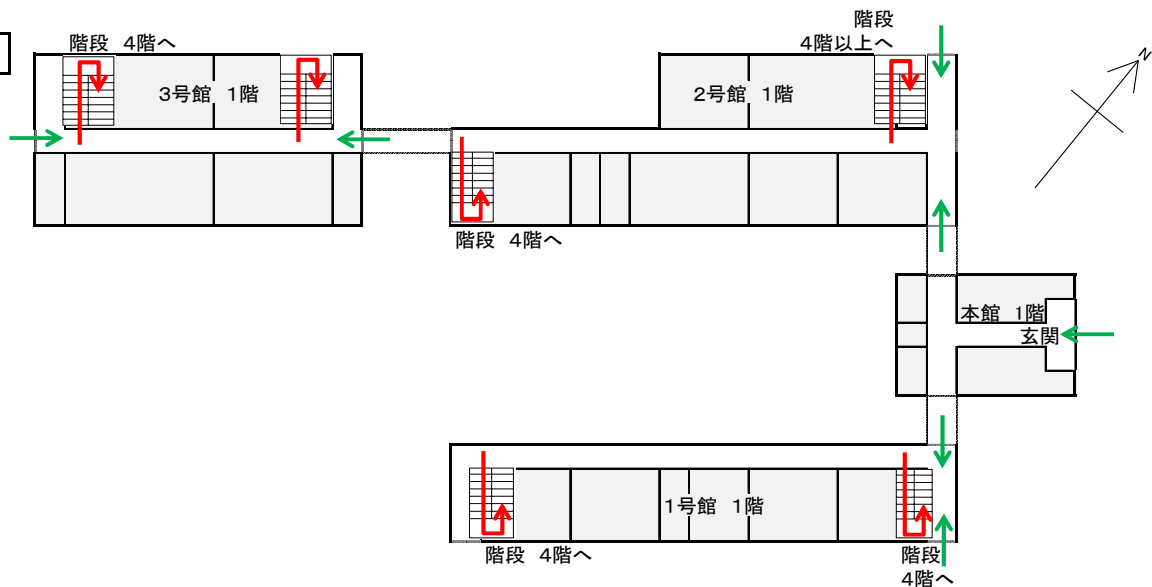 階段
4階以上へ
階段 4階へ
N
3号館 1階
2号館 1階
階段 4階へ
本館 1階
玄関
1号館 1階
階段 4階へ
階段
4階へ